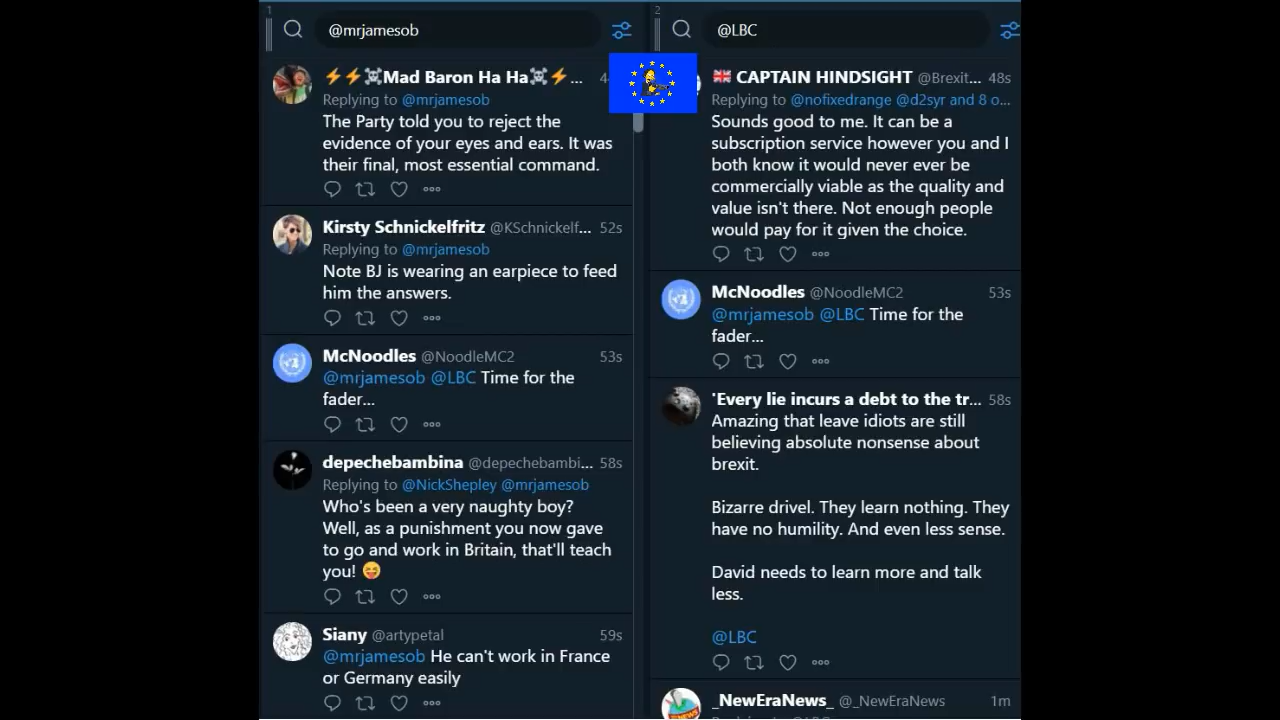 1
@mrjamesob
⚡⚡☠Mad Baron Ha Ha☠⚡...
Replying to @mrjamesob
The Party told you to reject the
evidence of your eyes and ears. It was
their final, most essential command.
Kirsty Schnickelfritz @KSchnickelf... 52s
Replying to @mrjamesob
Note BJ is wearing an earpiece to feed
him the answers.
McNoodles @NoodleMC2 53s
@mrjamesob @LBC Time for the
fader...
depechebambina @depechebambi... 58s
Replying to @NickShepley @mrjamesob
Who's been a very naughty boy?
Well, as a punishment you now gave
to go and work in Britain, that'll teach
you! 😝
Siany @artypetal 59s
@mrjamesob He can't work in France
or Germany easily
2
@LBC
🇬🇧 CAPTAIN HINDSIGHT @Brexit... 48s
Replying to @nofixedrange @d2syr and 8 o...
Sounds good to me. It can be a
subscription service however you and I
both know it would never ever be
commercially viable as the quality and
value isn't there. Not enough people
would pay for it given the choice.
McNoodles @NoodleMC2 53s
@mrjamesob @LBC Time for the
fader...
'Every lie incurs a debt to the tr... 58s
Amazing that leave idiots are still
believing absolute nonsense about
brexit.
Bizarre drivel. They learn nothing. They
have no humility. And even less sense.
David needs to learn more and talk
less.
@LBC
_NewEraNews_ @_NewEraNews 1m